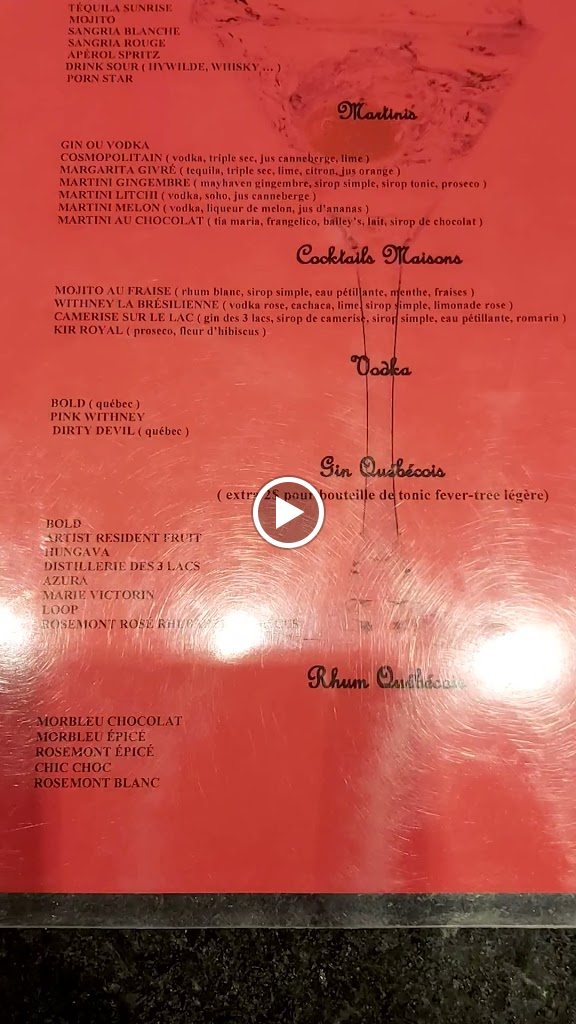 TÉQUILA SUNRISE
MOJITO
SANGRIA BLANCHE
SANGRIA ROUGE
APÉROL SPRITZ
DRINK SOUR ( HYWILDE, WHISKY ... )
PORN STAR
Martinis
GIN OU VODKA
COSMOPOLITAIN ( vodka, triple sec, jus canneberge, lime )
MARGARITA GIVRÉ ( tequila, triple sec, lime, citron, jus orange )
MARTINI GINGEMBRE ( mayhaven gingembre, sirop simple, sirop tonic, proseco )
MARTINI LITCHI ( vodka, soho, jus canneberge )
MARTINI MELON ( vodka, liqueur de melon, jus d'ananas )
MARTINI AU CHOCOLAT ( tia maria, frangelico, bailey's, lait, sirop de chocolat )
Cocktails Maisons
MOJITO AU FRAISE ( rhum blanc, sirop simple, eau pétillante, menthe, fraises )
WITHNEY LA BRÉSILIENNE ( vodka rose, cachaca, lime, sirop simple, limonade rose )
CAMERISE SUR LE LAC ( gin des 3 lacs, sirop de camerise, sirop simple, eau pétillante, romarin )
KIR ROYAL ( proseco, fleur d'hibiscus )
Vodka
BOLD ( québec )
PINK WITHNEY
DIRTY DEVIL ( québec )
Gin Québécois
( extra 2$ pour bouteille de tonic fever-tree légère)
BOLD
ARTIST RESIDENT FRUIT
HUNGAVA
DISTILLERIE DES 3 LACS
AZURA
MARIE VICTORIN
LOOP
ROSEMONT ROSE
Rhum Québécois
MORBLEU CHOCOLAT
MORBLEU ÉPICÉ
ROSEMONT ÉPICÉ
CHIC CHOC
ROSEMONT BLANC